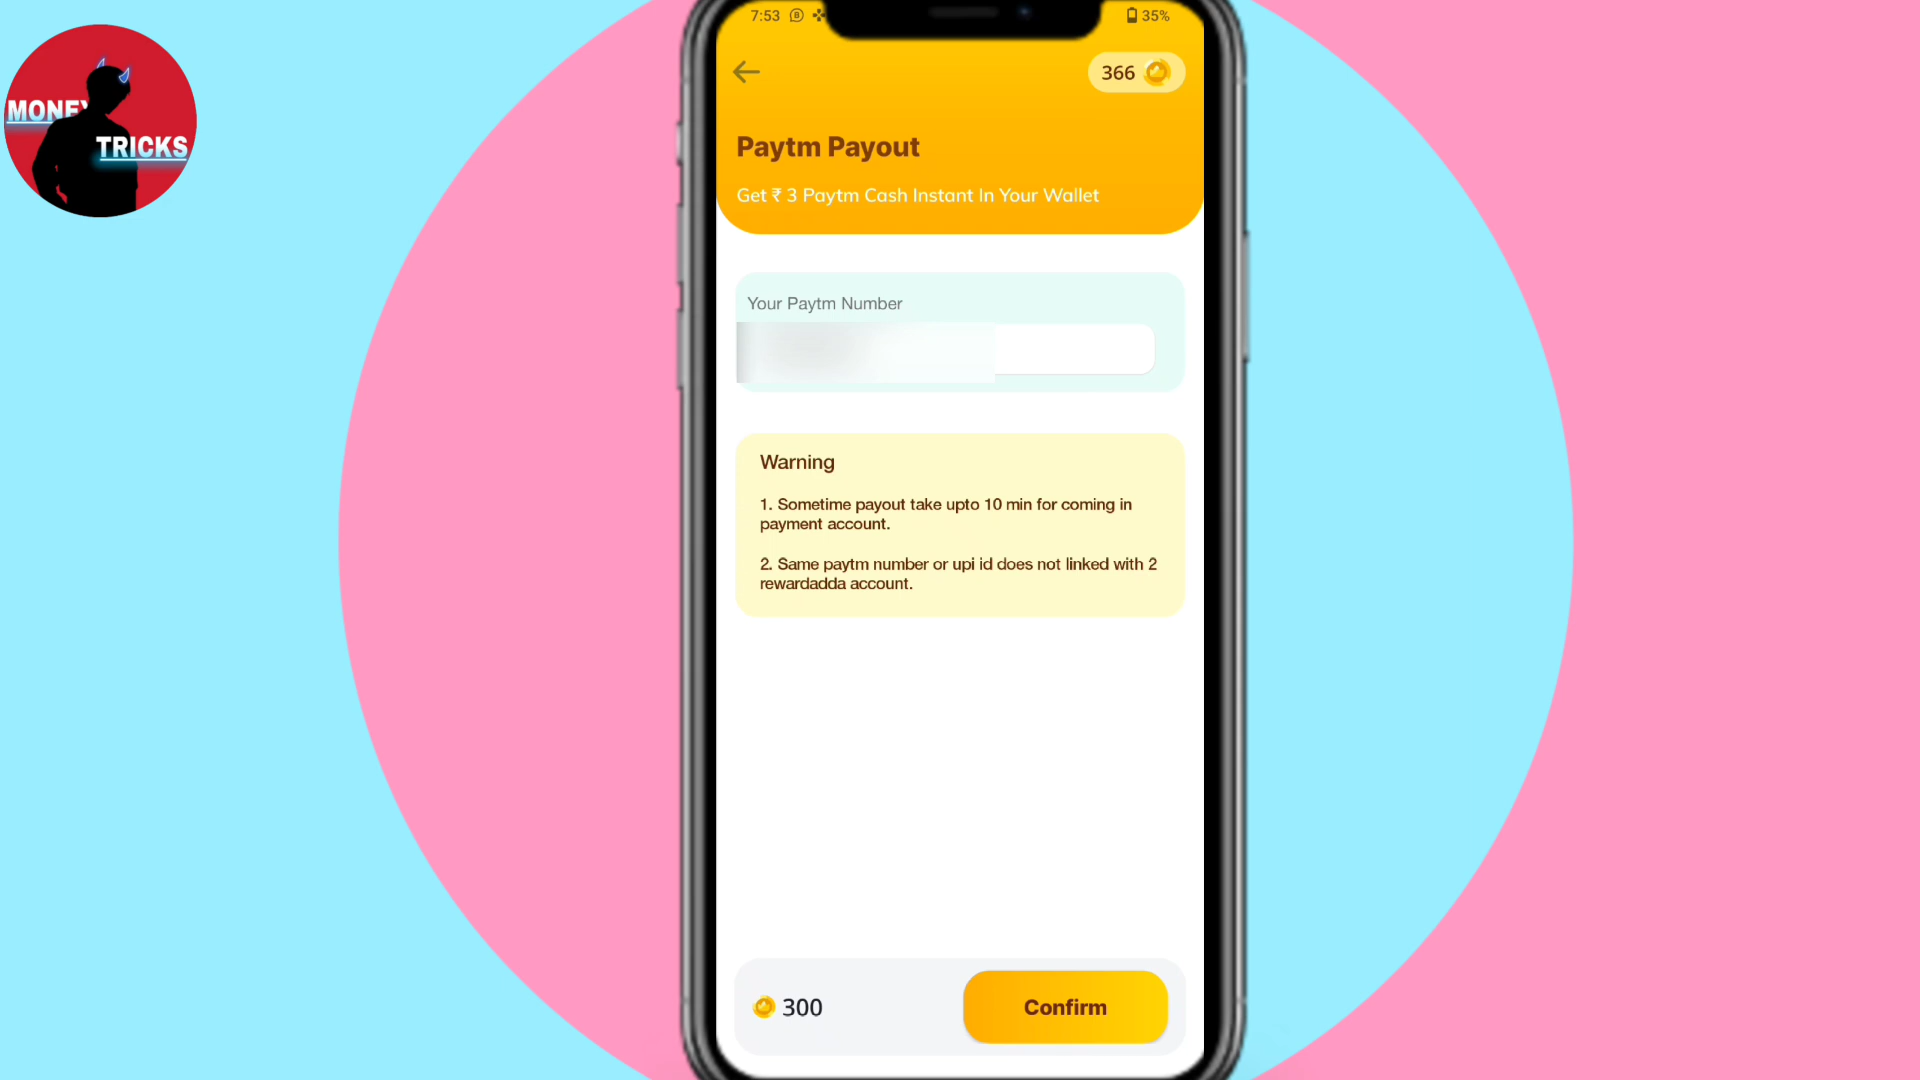 MONEY
TRICKS
7:53
35%
366
Paytm Payout
Get ₹ 3 Paytm Cash Instant In Your Wallet
Your Paytm Number
Warning
1. Sometime payout take upto 10 min for coming in
payment account.
2. Same paytm number or upi id does not linked with 2
rewardadda account.
300
Confirm